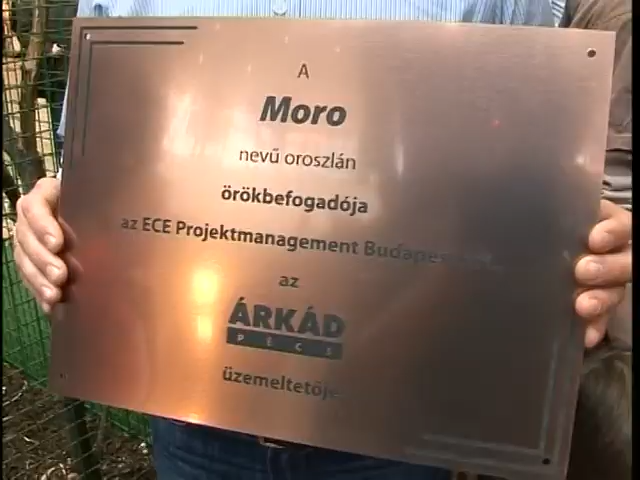 A
Moro
nevű oroszlán
örökbefogadója
az ECE Projektmanagement Budapest
az
ÁRKÁD
PÉCS
üzemeltetője